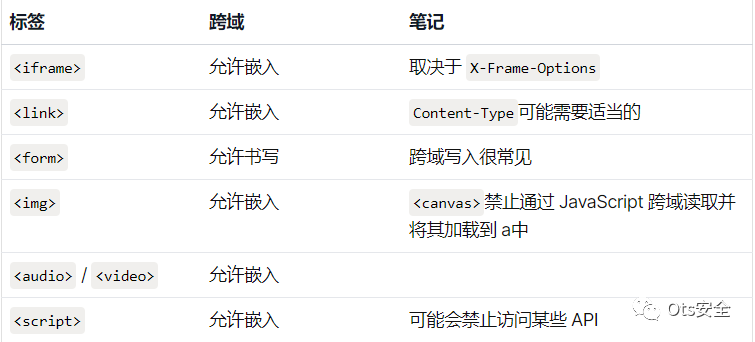 标签 跨域 笔记
<iframe> 允许嵌入 取决于 X-Frame-Options
<link> 允许嵌入 Content-Type可能需要适当的
<form> 允许书写 跨域写入很常见
<img> 允许嵌入 <canvas>禁止通过 JavaScript 跨域读取并
将其加载到 a中
<audio> / <video> 允许嵌入
<script> 允许嵌入 可能会禁止访问某些 API
Ots安全